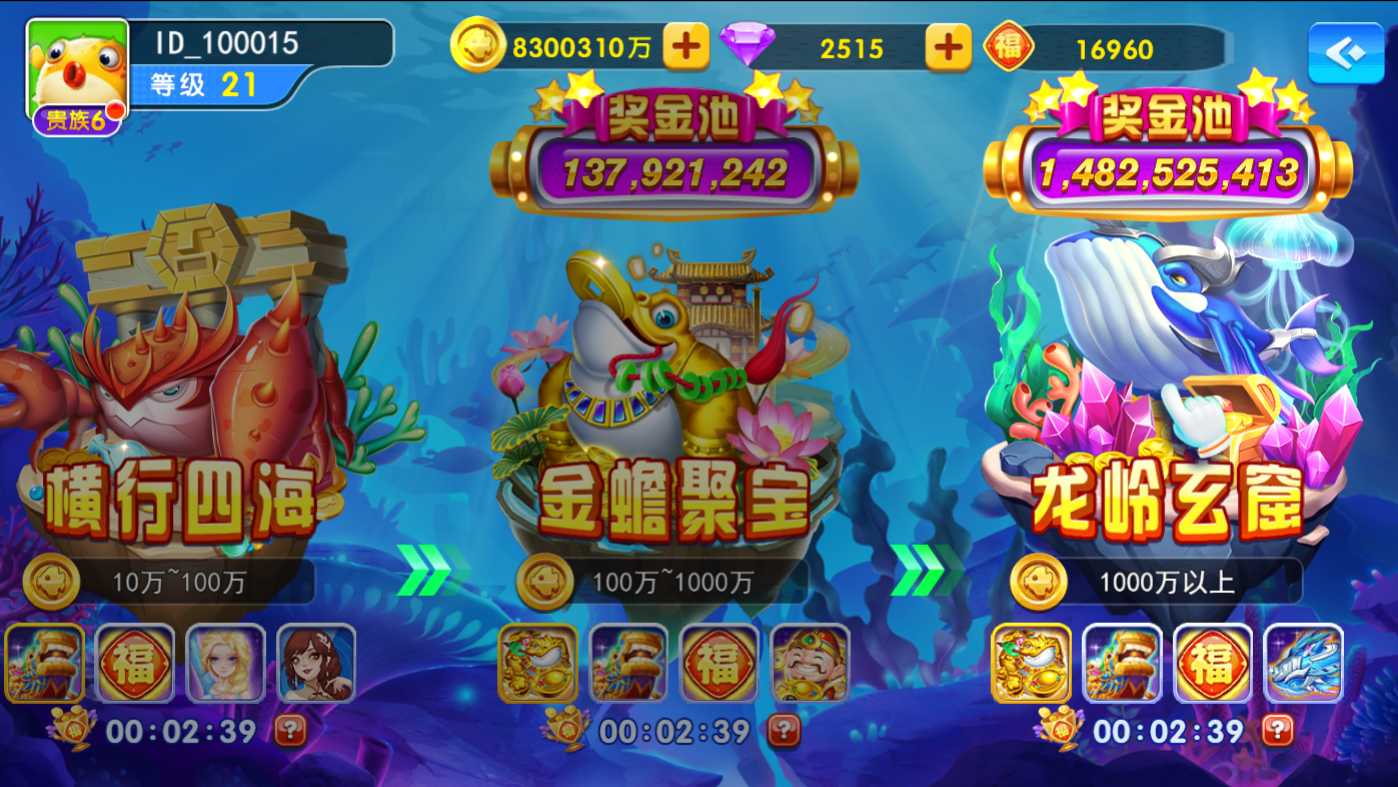 ID_100015
等级 21
贵族6
8300310万
2515
福
16960
奖金池
137,921,242
奖金池
1,482,525,413
横行四海
10万~100万
金蟾聚宝
100万~1000万
龙岭玄窟
1000万以上
福
福
福
福 00:02:39 ?
福 00:02:39 ?
福 00:02:39 ?